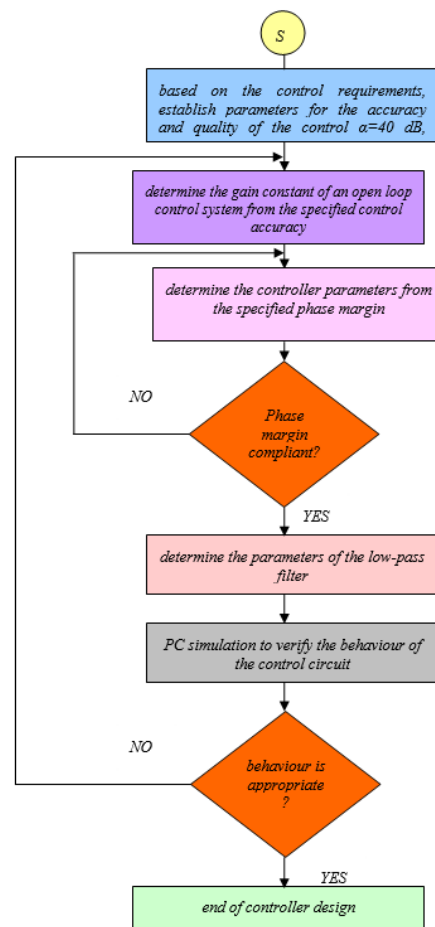 S
based on the control requirements,
establish parameters for the accuracy
and quality of the control α=40 dB,
determine the gain constant of an open loop
control system from the specified control
accuracy
determine the controller parameters from
the specified phase margin
NO
Phase
margin
compliant?
YES
determine the parameters of the low-pass
filter
PC simulation to verify the behaviour of
the control circuit
NO
behaviour is
appropriate
?
YES
end of controller design